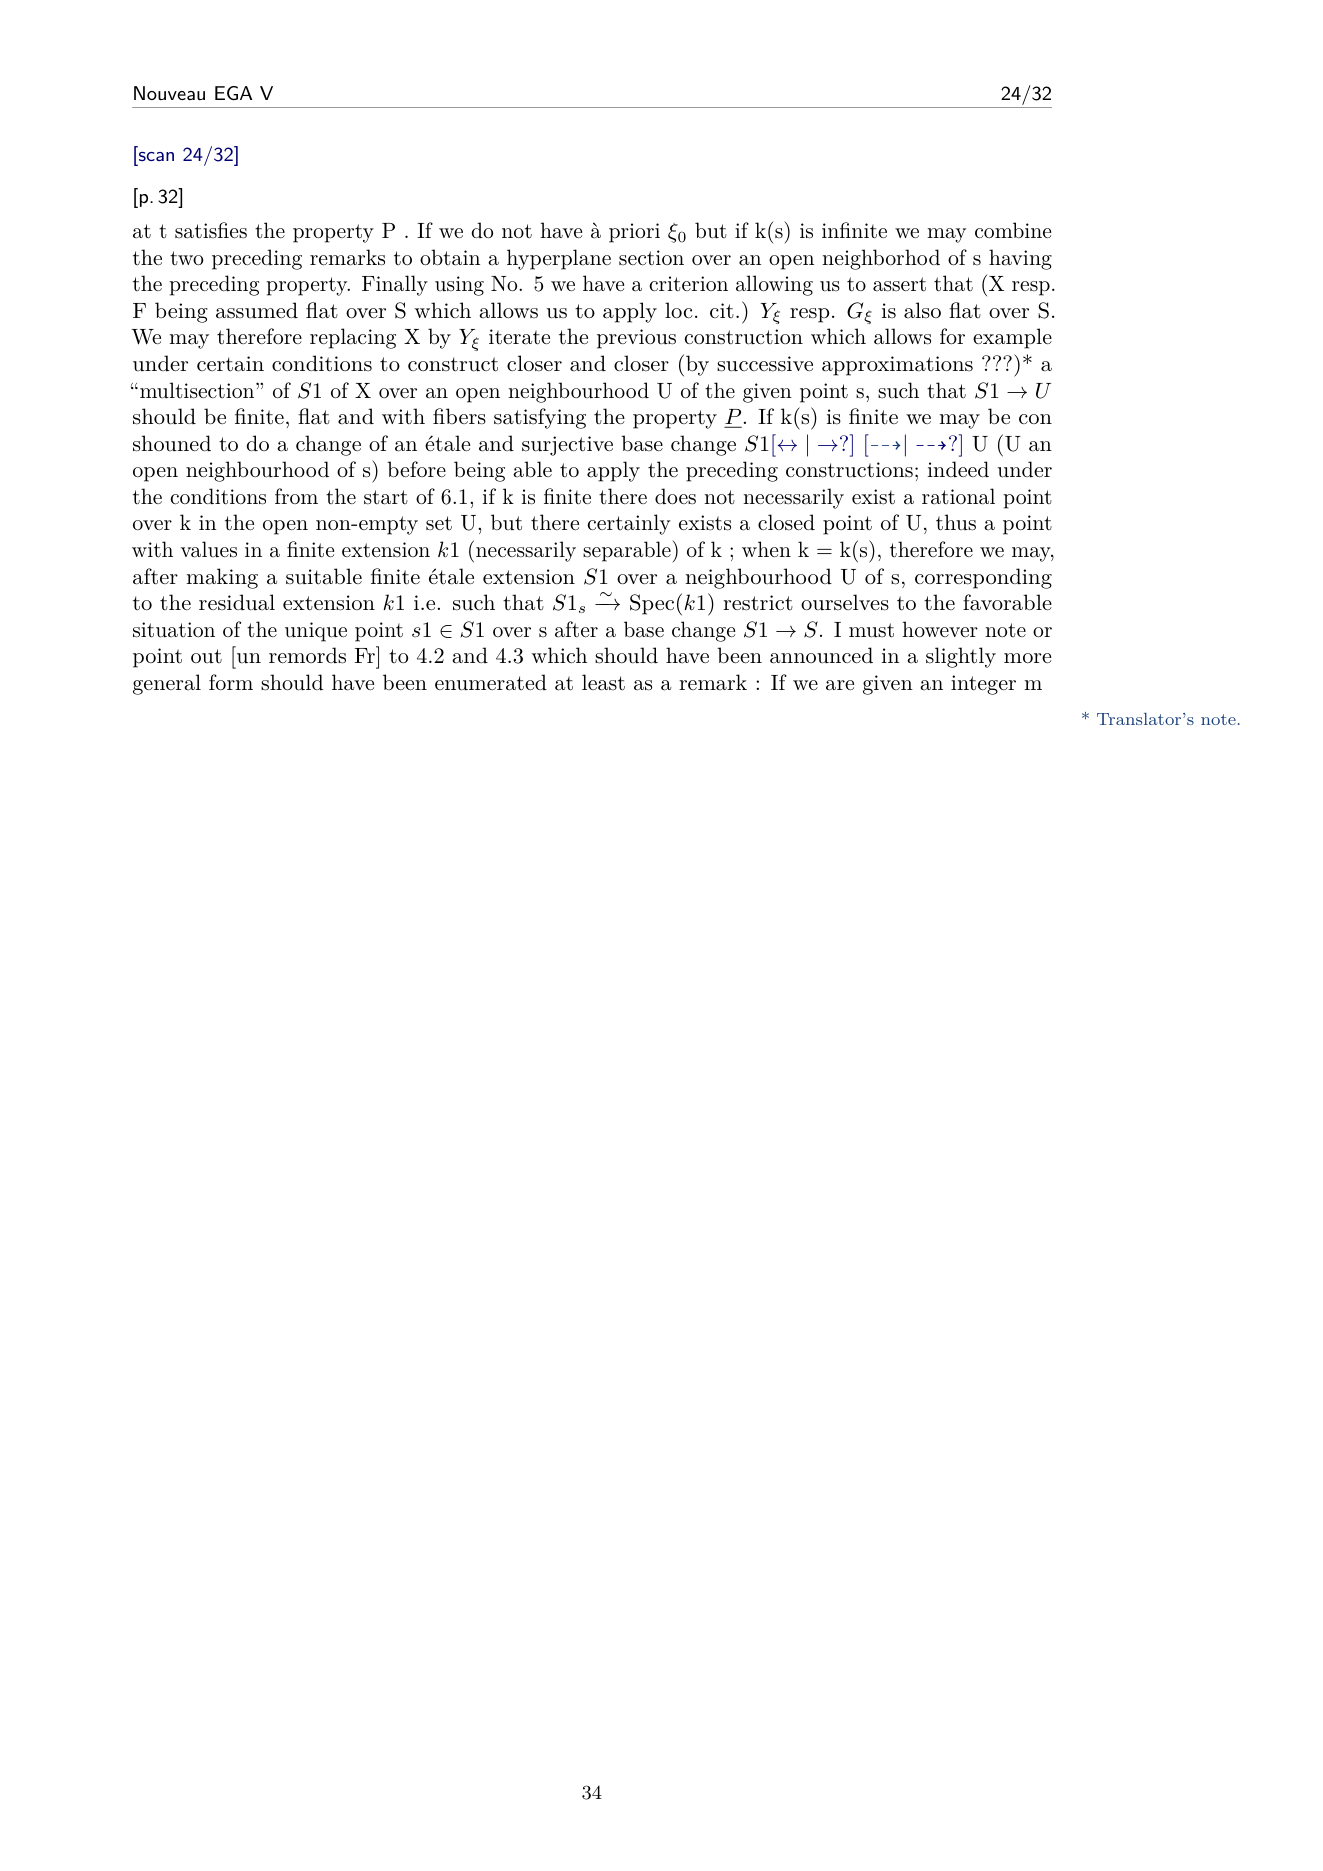 Nouveau EGA V 24/32
[scan 24/32]
[p. 32]
at t satisfies the property P . If we do not have à priori ξ₀ but if k(s) is infinite we may combine
the two preceding remarks to obtain a hyperplane section over an open neighborhod of s having
the preceding property. Finally using No. 5 we have a criterion allowing us to assert that (X resp.
F being assumed flat over S which allows us to apply loc. cit.) Y_ξ resp. G_ξ is also flat over S.
We may therefore replacing X by Y_ξ iterate the previous construction which allows for example
under certain conditions to construct closer and closer (by successive approximations ???)* a
“multisection” of S1 of X over an open neighbourhood U of the given point s, such that S1 → U
should be finite, flat and with fibers satisfying the property P. If k(s) is finite we may be con
shouned to do a change of an étale and surjective base change S1[↔ | →?] [⇢| ⇢?] U (U an
open neighbourhood of s) before being able to apply the preceding constructions; indeed under
the conditions from the start of 6.1, if k is finite there does not necessarily exist a rational point
over k in the open non-empty set U, but there certainly exists a closed point of U, thus a point
with values in a finite extension k1 (necessarily separable) of k ; when k = k(s), therefore we may,
after making a suitable finite étale extension S1 over a neighbourhood U of s, corresponding
to the residual extension k1 i.e. such that S1ₛ ⥲ Spec(k1) restrict ourselves to the favorable
situation of the unique point s1 ∈ S1 over s after a base change S1 → S. I must however note or
point out [un remords Fr] to 4.2 and 4.3 which should have been announced in a slightly more
general form should have been enumerated at least as a remark : If we are given an integer m
* Translator’s note.
34